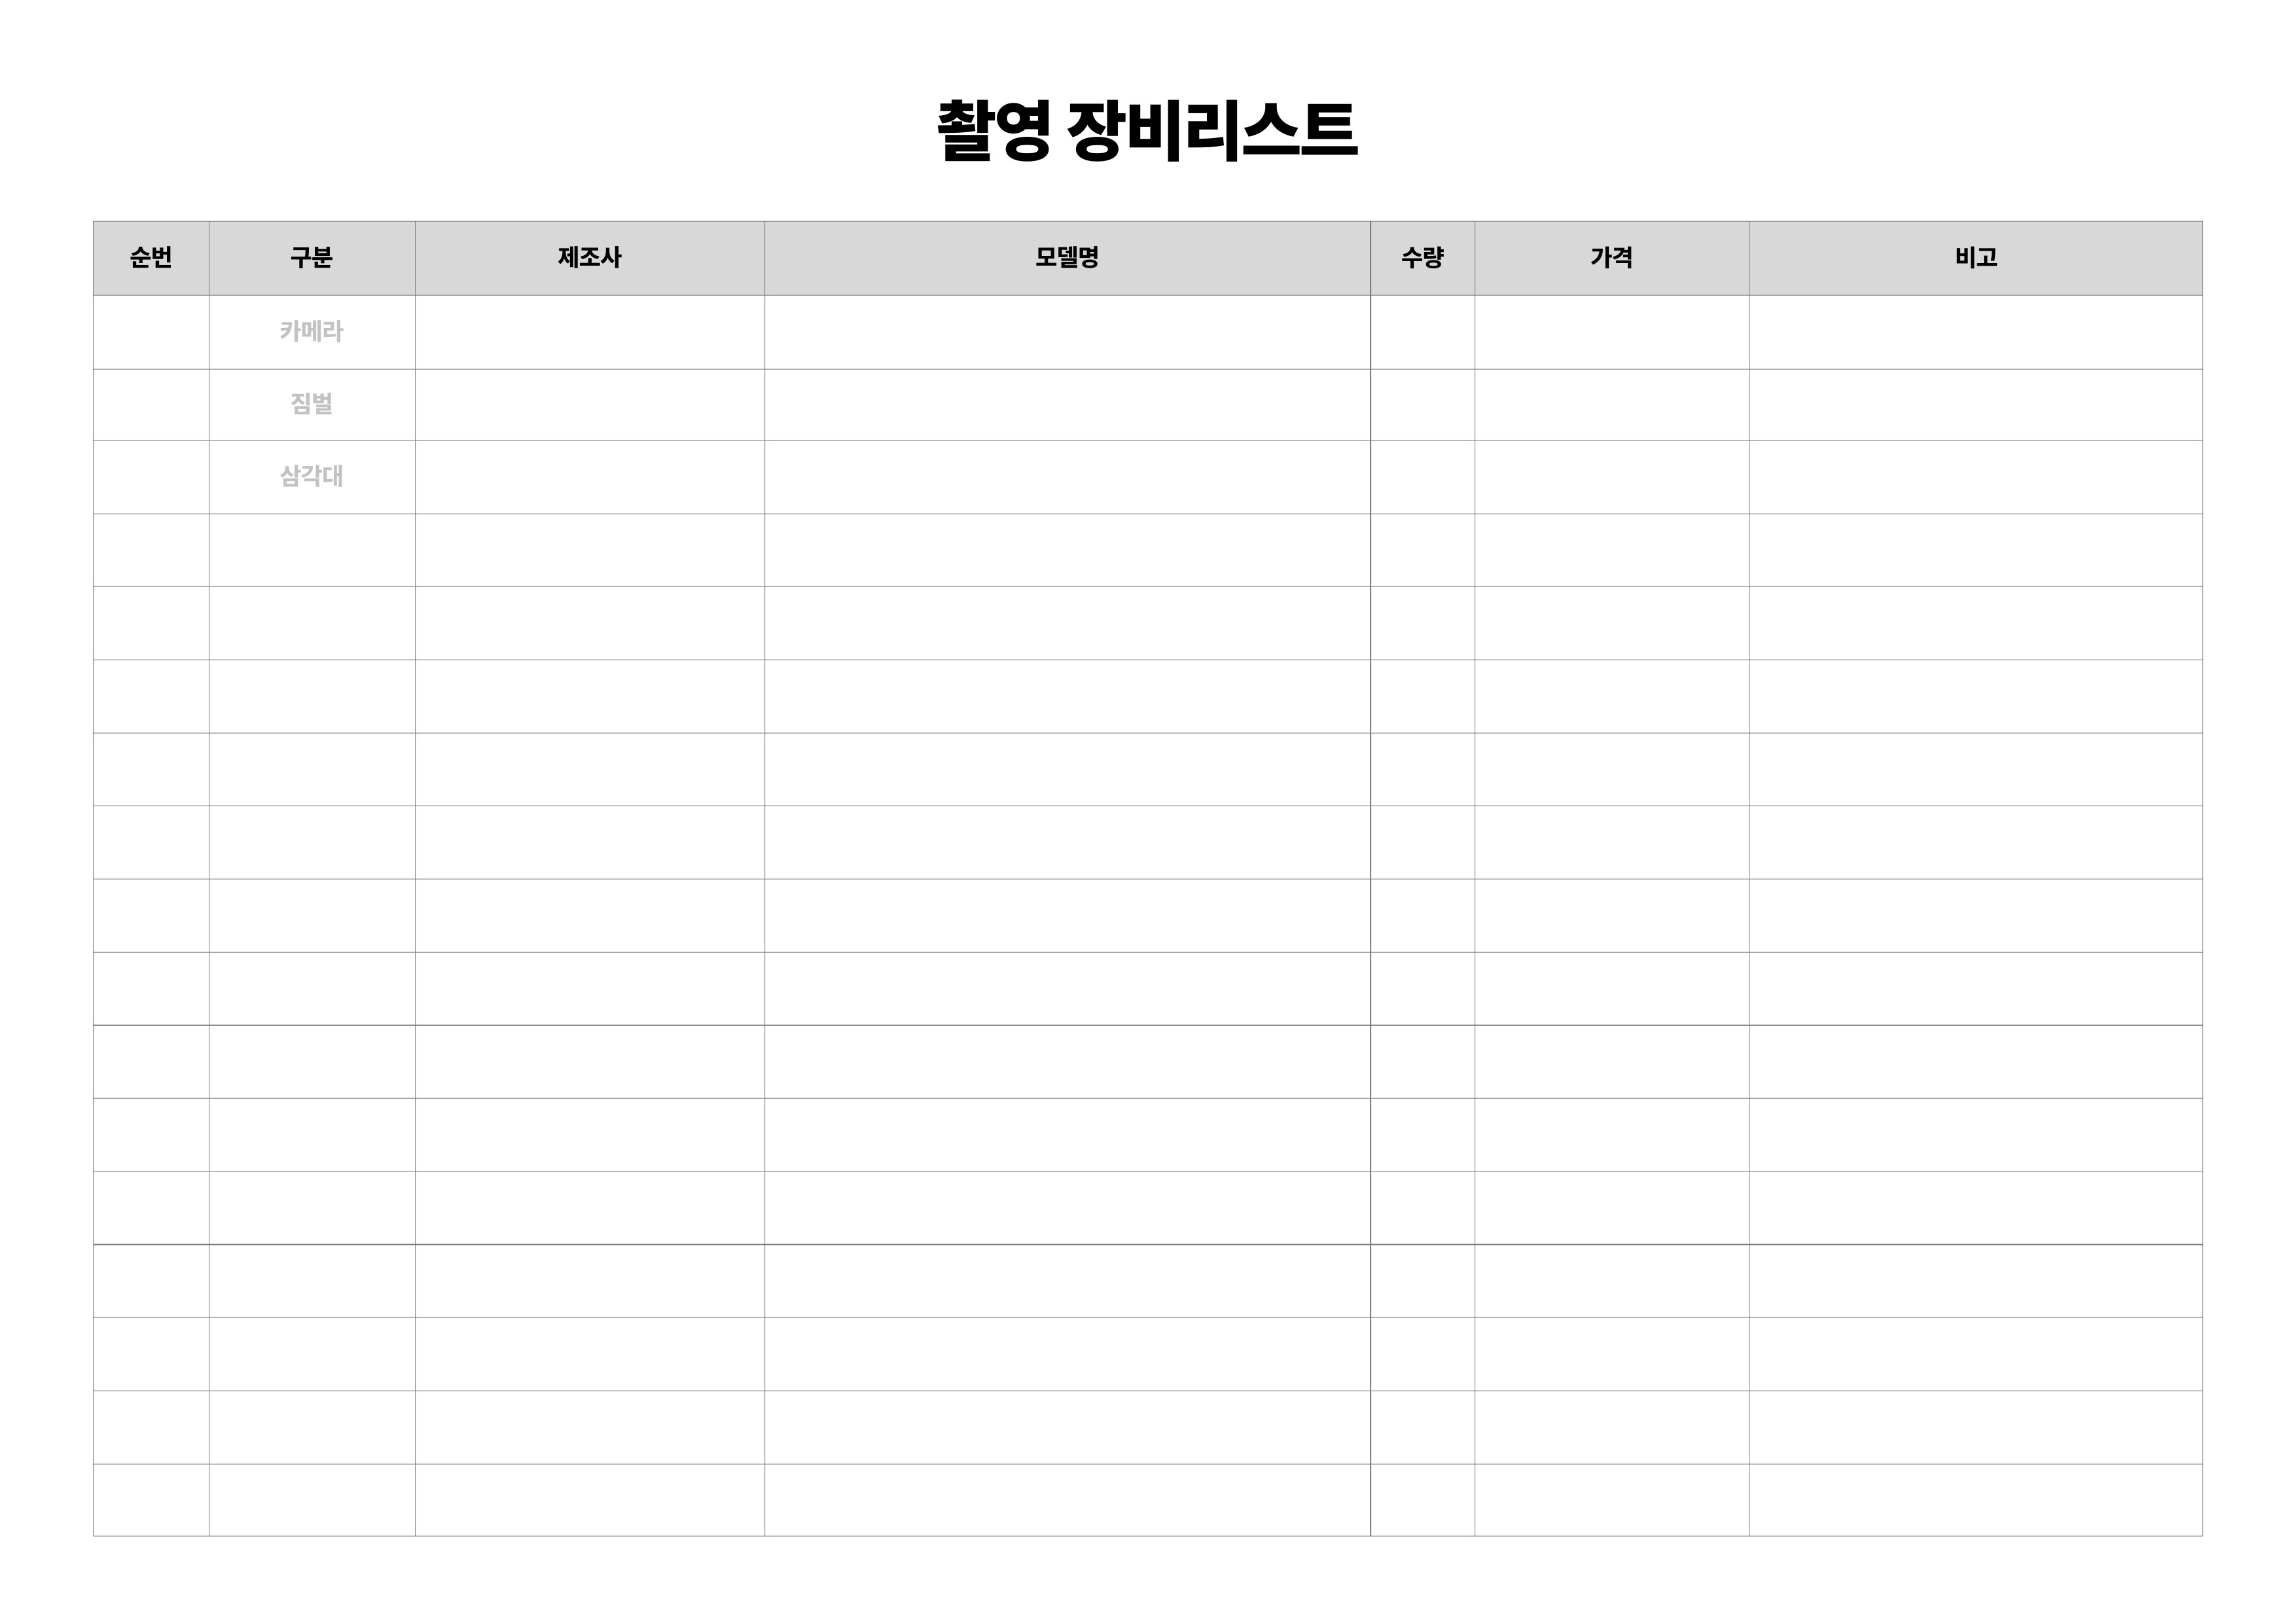 촬영 장비리스트
순번 구분 제조사 모델명 수량 가격 비고
카메라
짐벌
삼각대